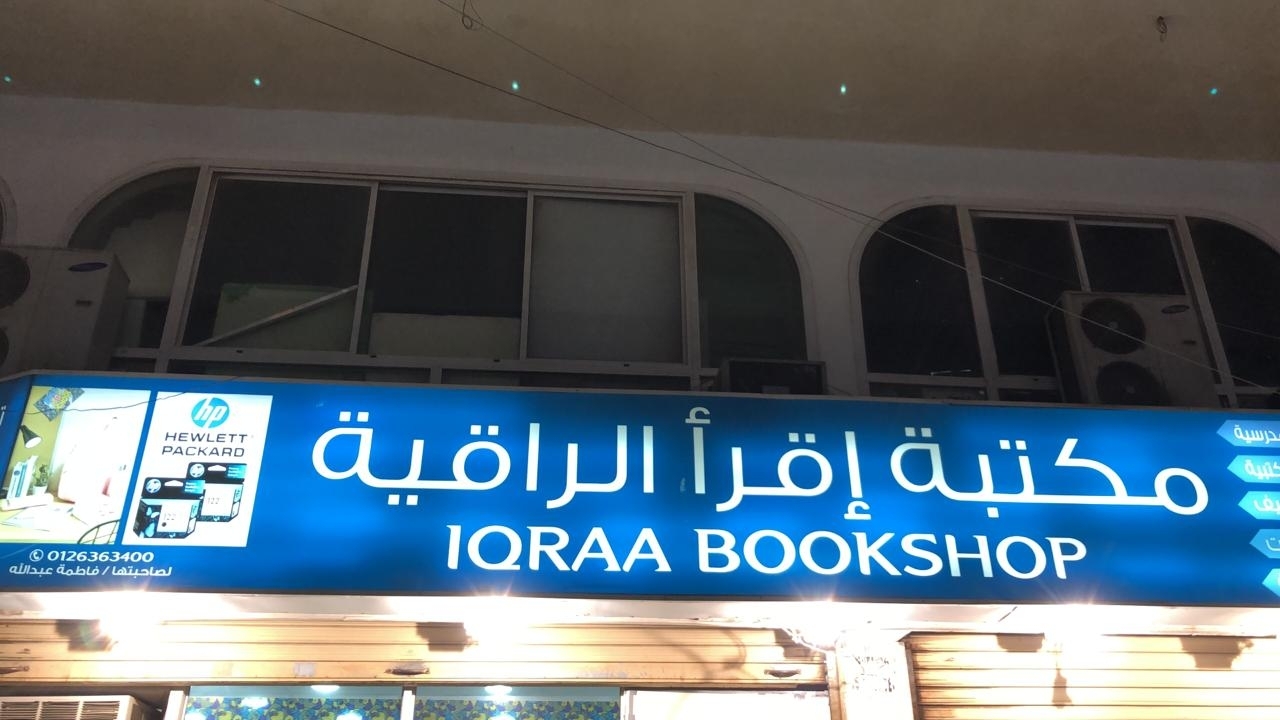 مكتبة إقرأ الراقية
IQRAA BOOKSHOP
hp
HEWLETT
PACKARD
0126363400
لصاحبتها / فاطمة عبدالله